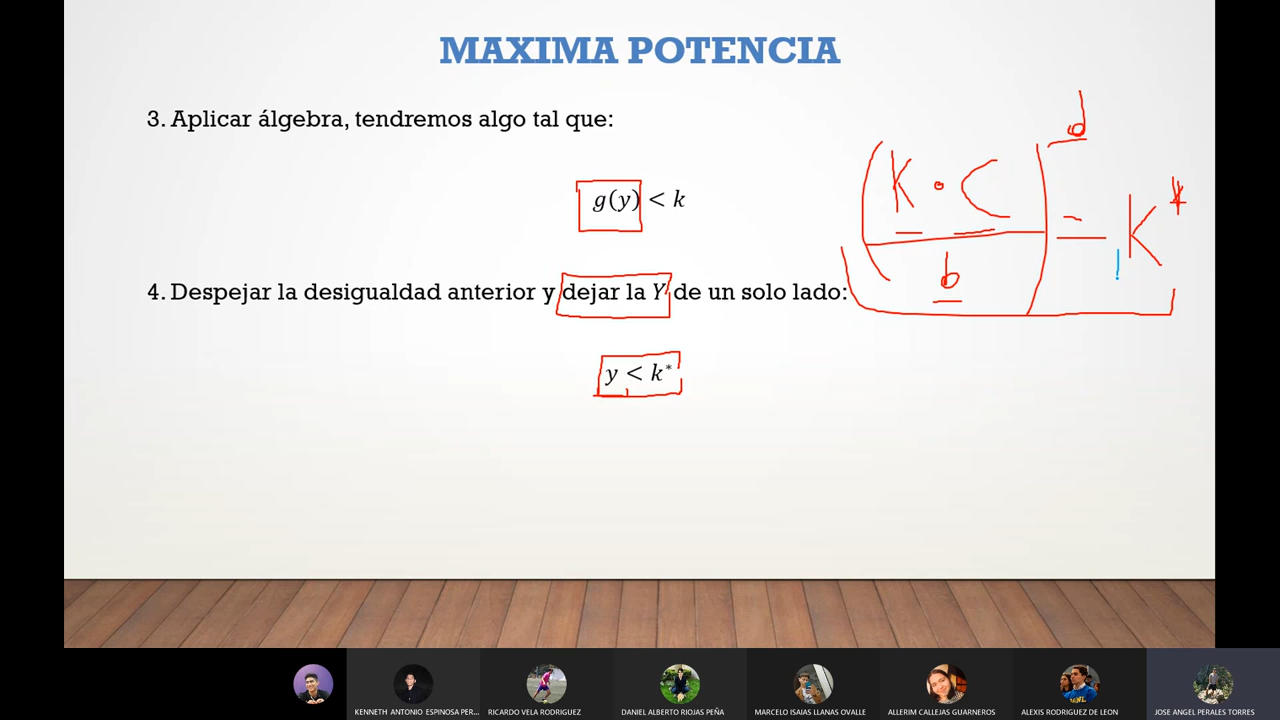 MAXIMA POTENCIA
3. Aplicar álgebra, tendremos algo tal que:
g(y) < k
4. Despejar la desigualdad anterior y dejar la Y de un solo lado:
y < k*
(K · C / b)^d = K*
KENNETH ANTONIO ESPINOSA PER...
RICARDO VELA RODRIGUEZ
DANIEL ALBERTO RIOJAS PEÑA
MARCELO ISAIAS LLANAS OVALLE
ALLERIM CALLEJAS GUARNEROS
ALEXIS RODRIGUEZ DE LEON
JOSE ANGEL PERALES TORRES